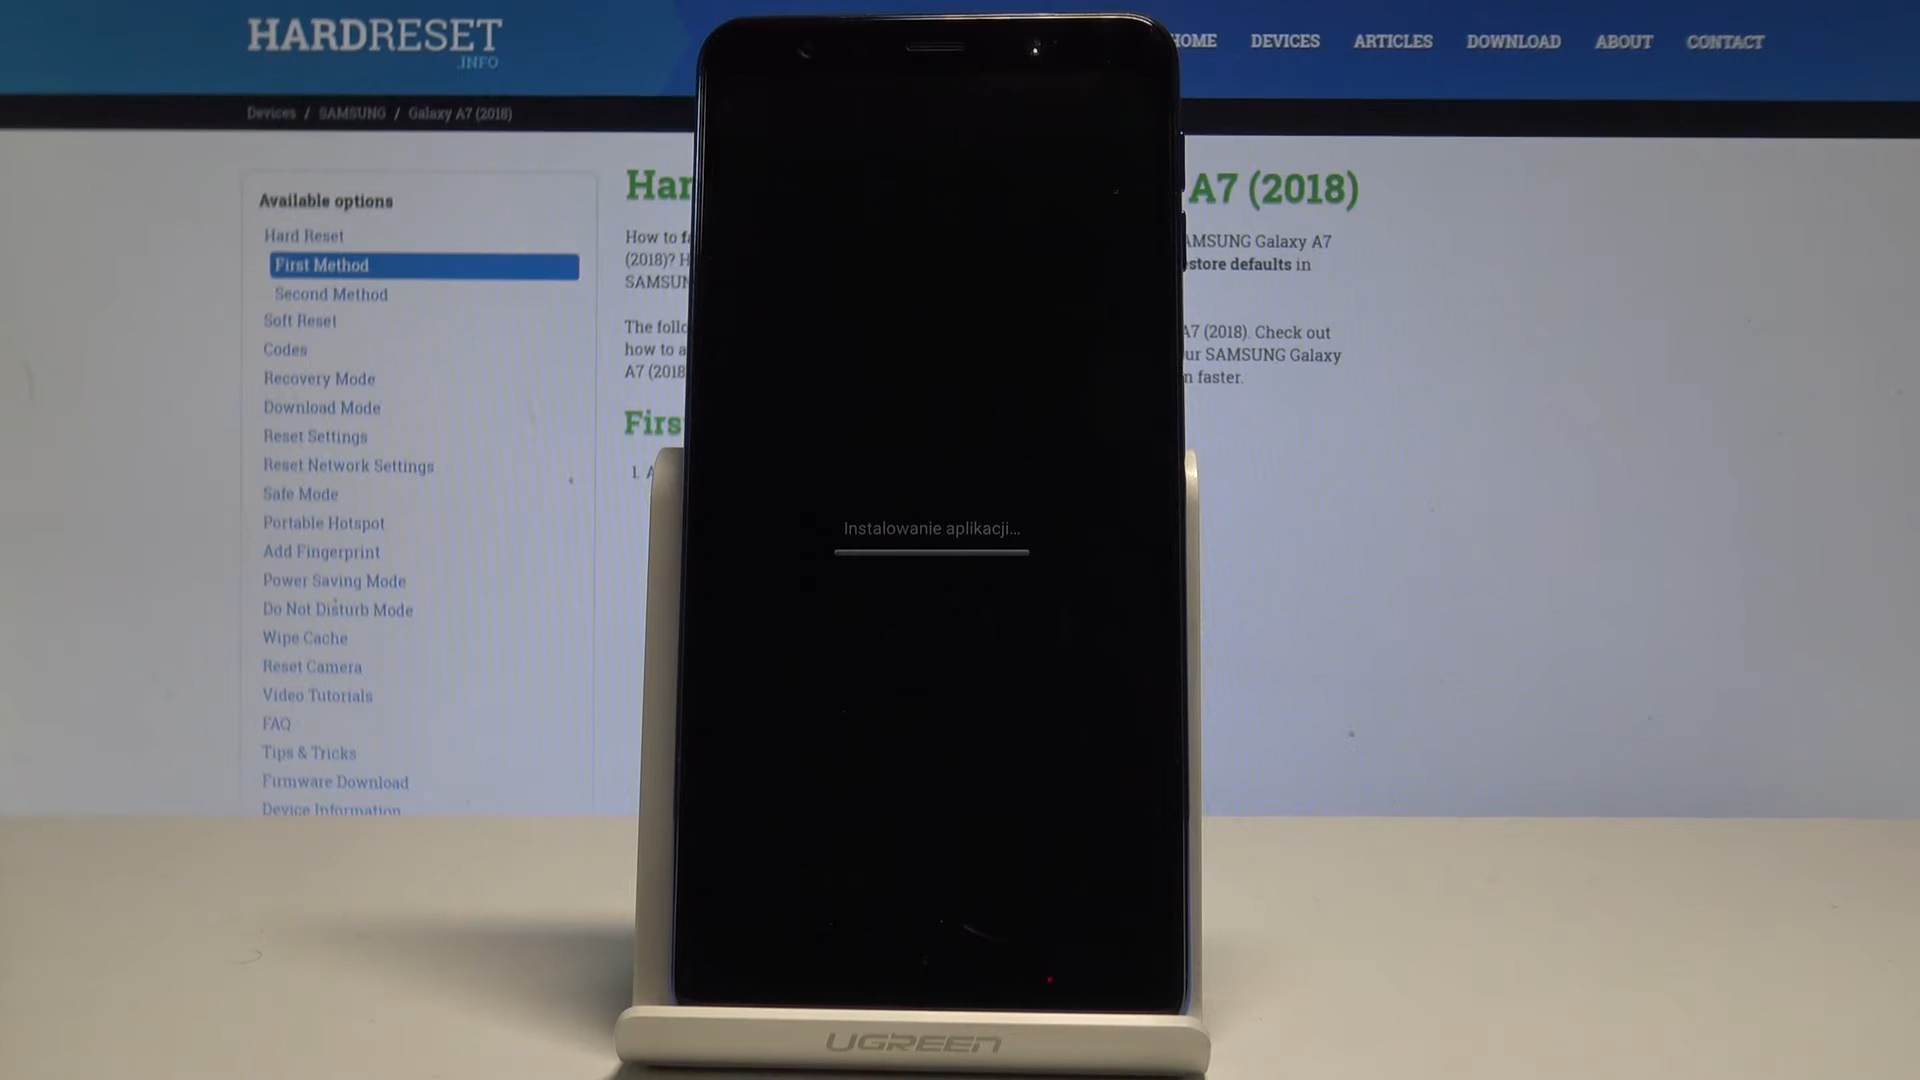 HARDRESET
.INFO
HOME DEVICES ARTICLES DOWNLOAD ABOUT CONTACT
Devices / SAMSUNG / Galaxy A7 (2018)
Available options
Hard Reset
First Method
Second Method
Soft Reset
Codes
Recovery Mode
Download Mode
Reset Settings
Reset Network Settings
Safe Mode
Portable Hotspot
Add Fingerprint
Power Saving Mode
Do Not Disturb Mode
Wipe Cache
Reset Camera
Video Tutorials
FAQ
Tips & Tricks
Firmware Download
Device Information
Har A7 (2018)
How to fa AMSUNG Galaxy A7
(2018)? H store defaults in
SAMSUN
The follo A7 (2018). Check out
how to a ur SAMSUNG Galaxy
A7 (2018 n faster.
Firs
1. A
Instalowanie aplikacji...
UGREEN